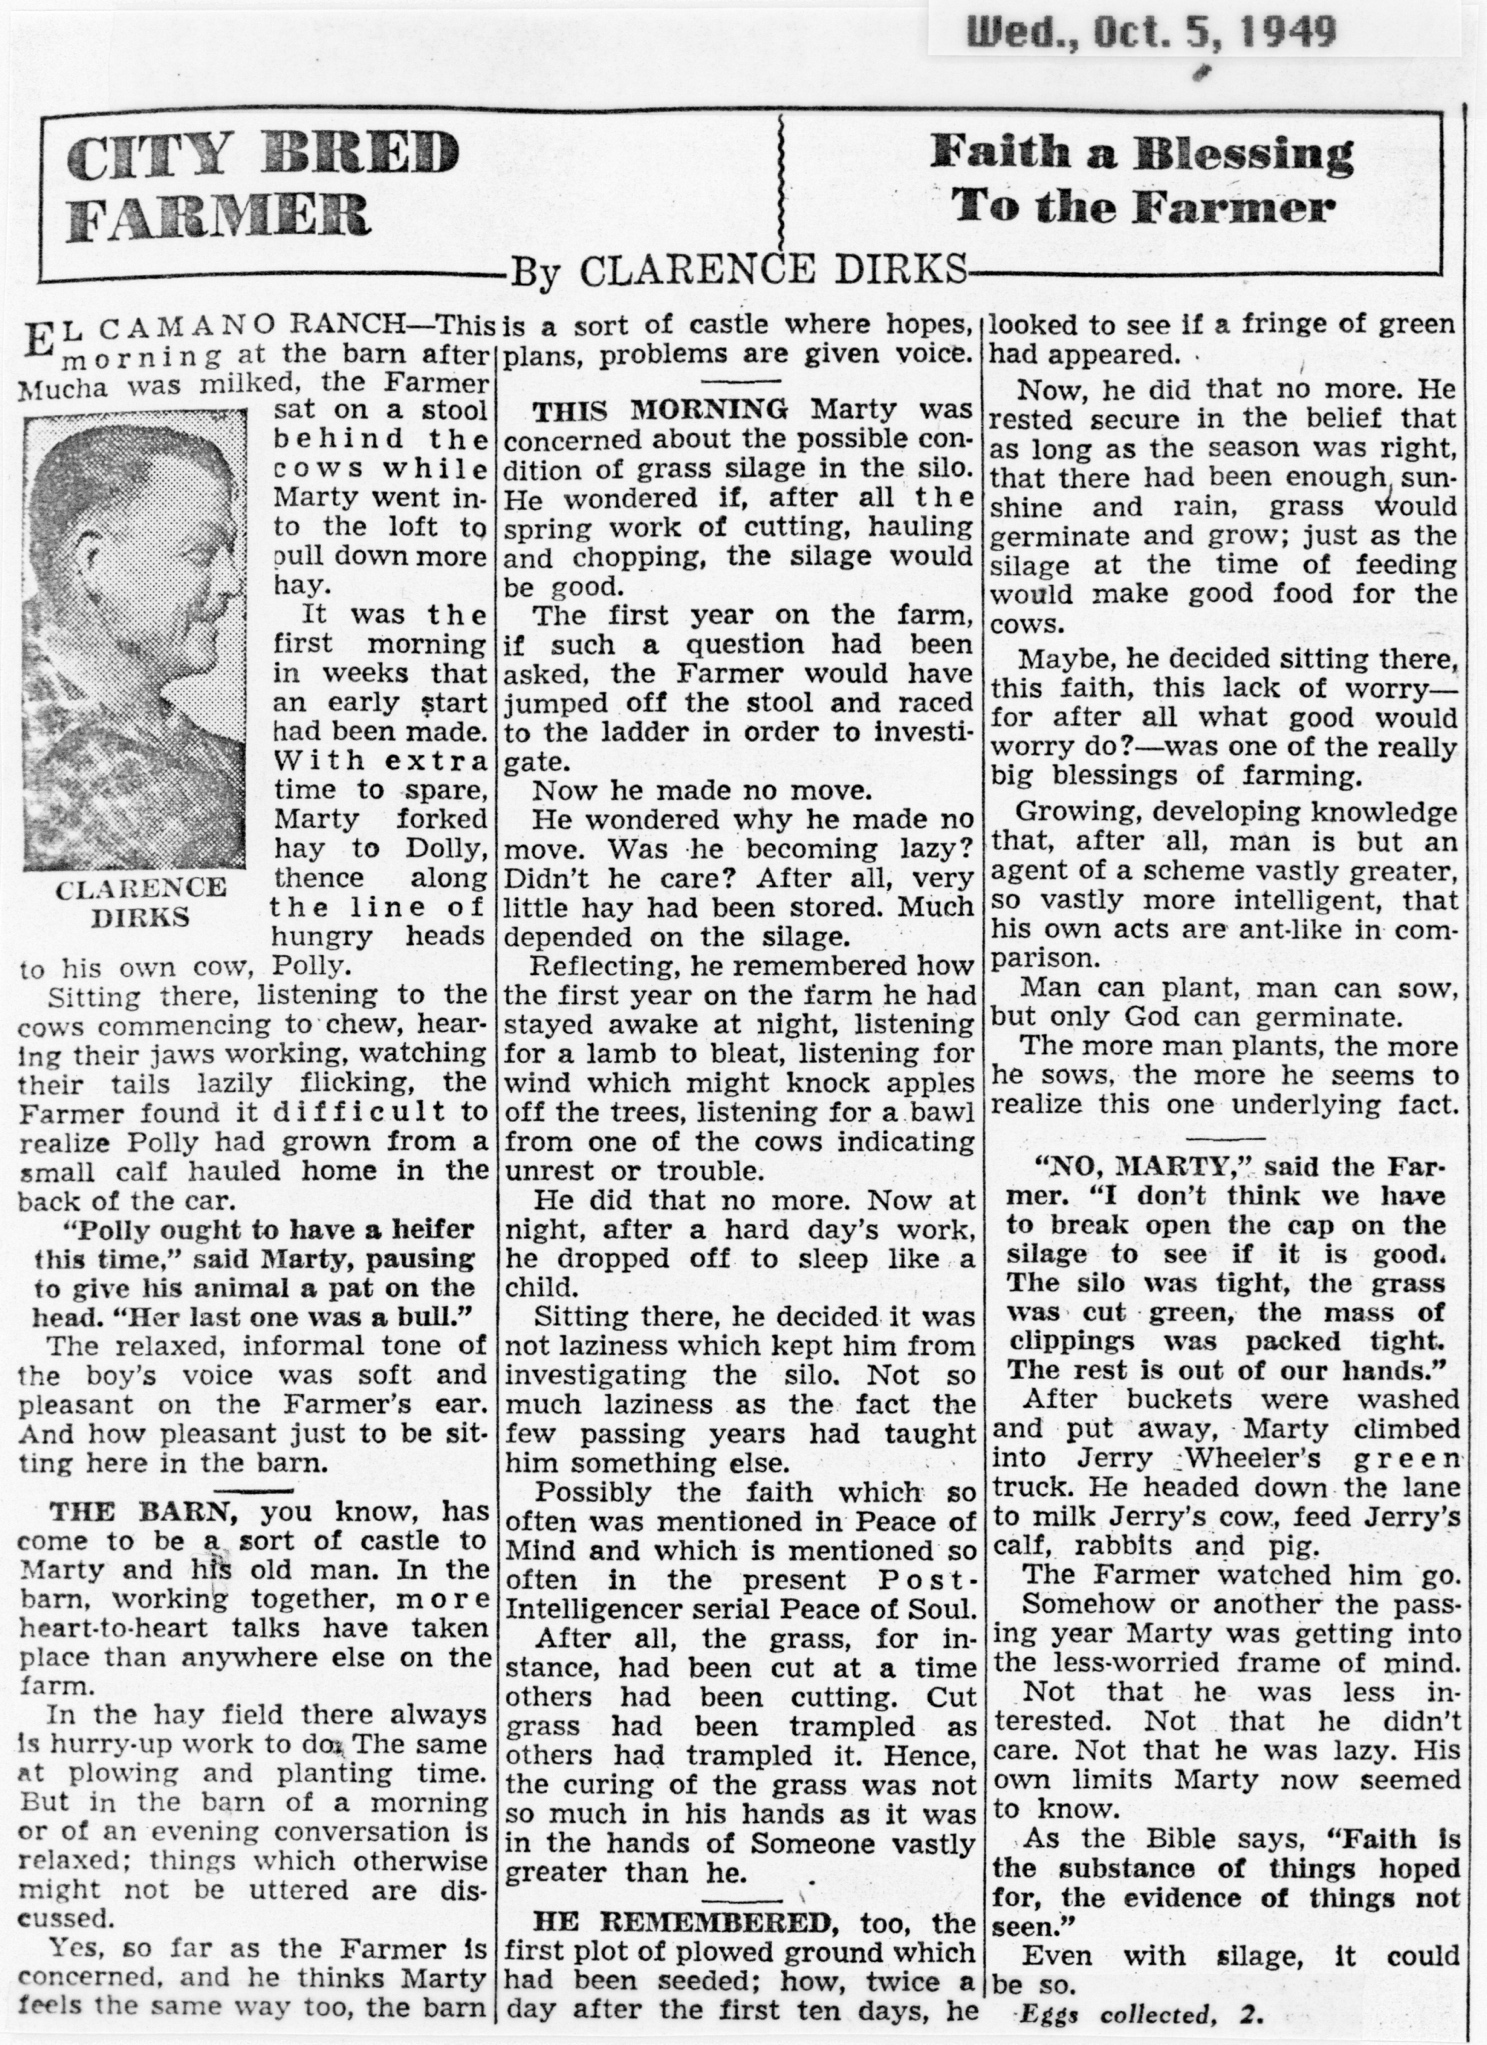 Wed., Oct. 5, 1949
CITY BRED
FARMER
Faith a Blessing
To the Farmer
By CLARENCE DIRKS
EL CAMANO RANCH—This
morning at the barn after
Mucha was milked, the Farmer
sat on a stool
behind the
cows while
Marty went in-
to the loft to
pull down more
hay.
It was the
first morning
in weeks that
an early start
had been made.
With extra
time to spare,
Marty forked
hay to Dolly,
thence along
the line of
hungry heads
CLARENCE
DIRKS
to his own cow, Polly.
Sitting there, listening to the
cows commencing to chew, hear-
ing their jaws working, watching
their tails lazily flicking, the
Farmer found it difficult to
realize Polly had grown from a
small calf hauled home in the
back of the car.
"Polly ought to have a heifer
this time," said Marty, pausing
to give his animal a pat on the
head. "Her last one was a bull."
The relaxed, informal tone of
the boy's voice was soft and
pleasant on the Farmer's ear.
And how pleasant just to be sit-
ting here in the barn.
THE BARN, you know, has
come to be a sort of castle to
Marty and his old man. In the
barn, working together, more
heart-to-heart talks have taken
place than anywhere else on the
farm.
In the hay field there always
is hurry-up work to do. The same
at plowing and planting time.
But in the barn of a morning
or of an evening conversation is
relaxed; things which otherwise
might not be uttered are dis-
cussed.
Yes, so far as the Farmer is
concerned, and he thinks Marty
feels the same way too, the barn
is a sort of castle where hopes,
plans, problems are given voice.
THIS MORNING Marty was
concerned about the possible con-
dition of grass silage in the silo.
He wondered if, after all the
spring work of cutting, hauling
and chopping, the silage would
be good.
The first year on the farm,
if such a question had been
asked, the Farmer would have
jumped off the stool and raced
to the ladder in order to investi-
gate.
Now he made no move.
He wondered why he made no
move. Was he becoming lazy?
Didn't he care? After all, very
little hay had been stored. Much
depended on the silage.
Reflecting, he remembered how
the first year on the farm he had
stayed awake at night, listening
for a lamb to bleat, listening for
wind which might knock apples
off the trees, listening for a bawl
from one of the cows indicating
unrest or trouble.
He did that no more. Now at
night, after a hard day's work,
he dropped off to sleep like a
child.
Sitting there, he decided it was
not laziness which kept him from
investigating the silo. Not so
much laziness as the fact the
few passing years had taught
him something else.
Possibly the faith which so
often was mentioned in Peace of
Mind and which is mentioned so
often in the present Post-
Intelligencer serial Peace of Soul.
After all, the grass, for in-
stance, had been cut at a time
others had been cutting. Cut
grass had been trampled as
others had trampled it. Hence,
the curing of the grass was not
so much in his hands as it was
in the hands of Someone vastly
greater than he.
HE REMEMBERED, too, the
first plot of plowed ground which
had been seeded; how, twice a
day after the first ten days, he
looked to see if a fringe of green
had appeared.
Now, he did that no more. He
rested secure in the belief that
as long as the season was right,
that there had been enough sun-
shine and rain, grass would
germinate and grow; just as the
silage at the time of feeding
would make good food for the
cows.
Maybe, he decided sitting there,
this faith, this lack of worry—
for after all what good would
worry do?—was one of the really
big blessings of farming.
Growing, developing knowledge
that, after all, man is but an
agent of a scheme vastly greater,
so vastly more intelligent, that
his own acts are ant-like in com-
parison.
Man can plant, man can sow,
but only God can germinate.
The more man plants, the more
he sows, the more he seems to
realize this one underlying fact.
"NO, MARTY," said the Far-
mer. "I don't think we have
to break open the cap on the
silage to see if it is good.
The silo was tight, the grass
was cut green, the mass of
clippings was packed tight.
The rest is out of our hands."
After buckets were washed
and put away, Marty climbed
into Jerry Wheeler's green
truck. He headed down the lane
to milk Jerry's cow, feed Jerry's
calf, rabbits and pig.
The Farmer watched him go.
Somehow or another the pass-
ing year Marty was getting into
the less-worried frame of mind.
Not that he was less in-
terested. Not that he didn't
care. Not that he was lazy. His
own limits Marty now seemed
to know.
As the Bible says, "Faith is
the substance of things hoped
for, the evidence of things not
seen."
Even with silage, it could
be so.
Eggs collected, 2.